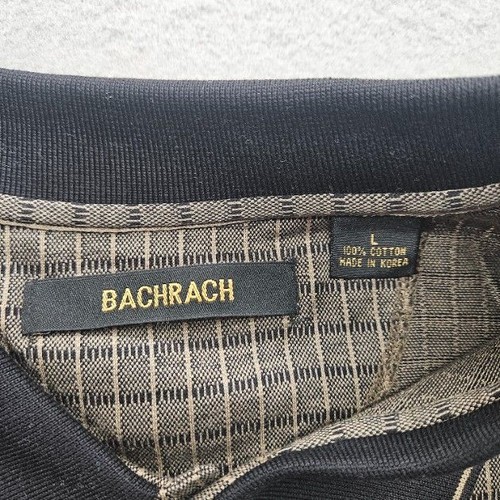 BACHRACH
L
100% COTTON
MADE IN KOREA